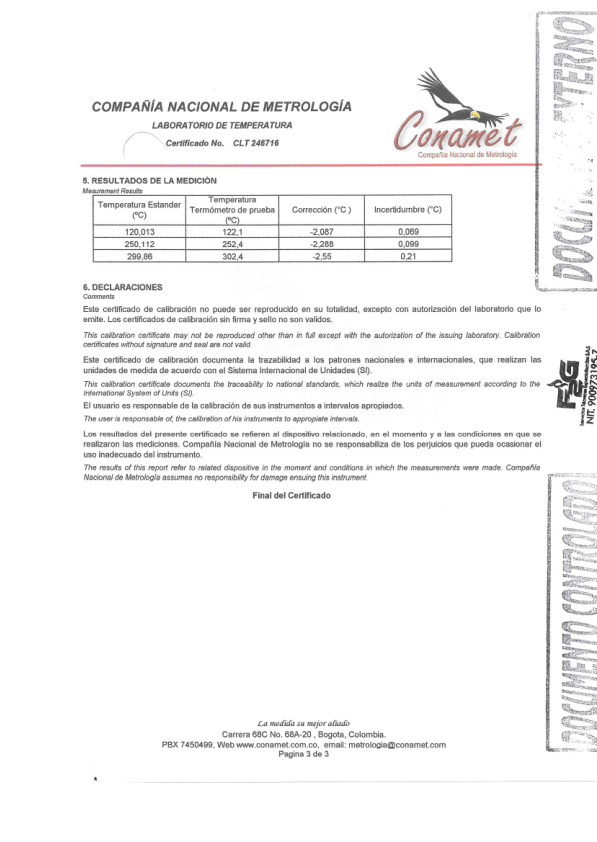 COMPAÑÍA NACIONAL DE METROLOGÍA
LABORATORIO DE TEMPERATURA
Certificado No. CLT 246716
Conamet
Compañia Nacional de Metrología
5. RESULTADOS DE LA MEDICIÓN
Mesurement Results
Temperatura Estandar (ºC) Temperatura Termómetro de prueba (ºC) Corrección (°C ) Incertidumbre (°C)
120,013 122,1 -2,087 0,069
250,112 252,4 -2,288 0,099
299,86 302,4 -2,55 0,21
6. DECLARACIONES
Comments
Este certificado de calibración no puede ser reproducido en su totalidad, excepto con autorización del laboratorio que lo
emite. Los certificados de calibración sin firma y sello no son validos.
This calibration certificate may not be reproduced other than in full except with the autorization of the issuing laboratory. Calibration
certificates without signature and seal are not valid.
Este certificado de calibración documenta la trazabilidad a los patrones nacionales e internacionales, que realizan las
unidades de medida de acuerdo con el Sistema Internacional de Unidades (SI).
This calibration certificate documents the traceability to national standards, which realize the units of measurement according to the
International System of Units (SI).
El usuario es responsable de la calibración de sus instrumentos a intervalos apropiados.
The user is responsible of, the calibration of his instruments to appropiate intervals.
Los resultados del presente certificado se refieren al dispositivo relacionado, en el momento y a las condiciones en que se
realizaron las mediciones. Compañía Nacional de Metrología no se responsabiliza de los perjuicios que pueda ocasionar el
uso inadecuado del instrumento.
The results of this report refer to related dispositive in the moment and conditions in which the measurements were made. Compañía
Nacional de Metrología assumes no responsibility for damage ensuing this instrument.
Final del Certificado
La medida su mejor aliado
Carrera 68C No. 68A-20 , Bogota, Colombia.
PBX 7450499, Web www.conamet.com.co, email: metrologia@conamet.com
Pagina 3 de 3
NIT. 900973195-7
DOCUMENTO CONTROLADO